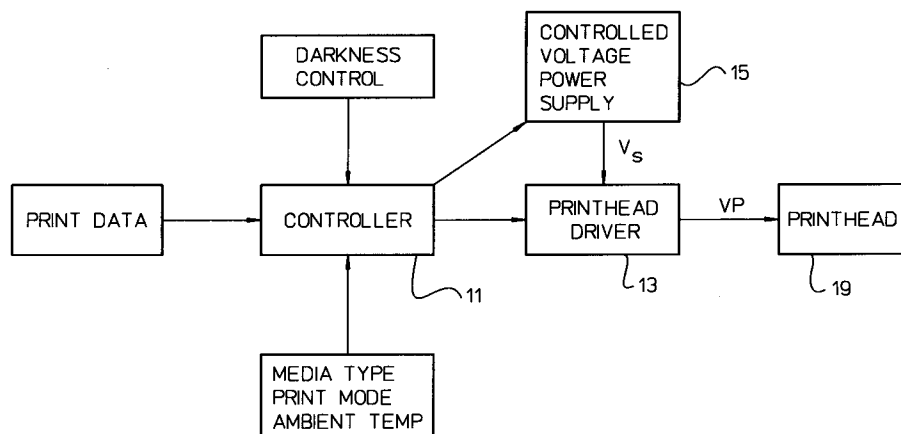 DARKNESS
CONTROL
CONTROLLED
VOLTAGE
POWER
SUPPLY
15
Vs
PRINT DATA
CONTROLLER
11
PRINTHEAD
DRIVER
13
VP
PRINTHEAD
19
MEDIA TYPE
PRINT MODE
AMBIENT TEMP